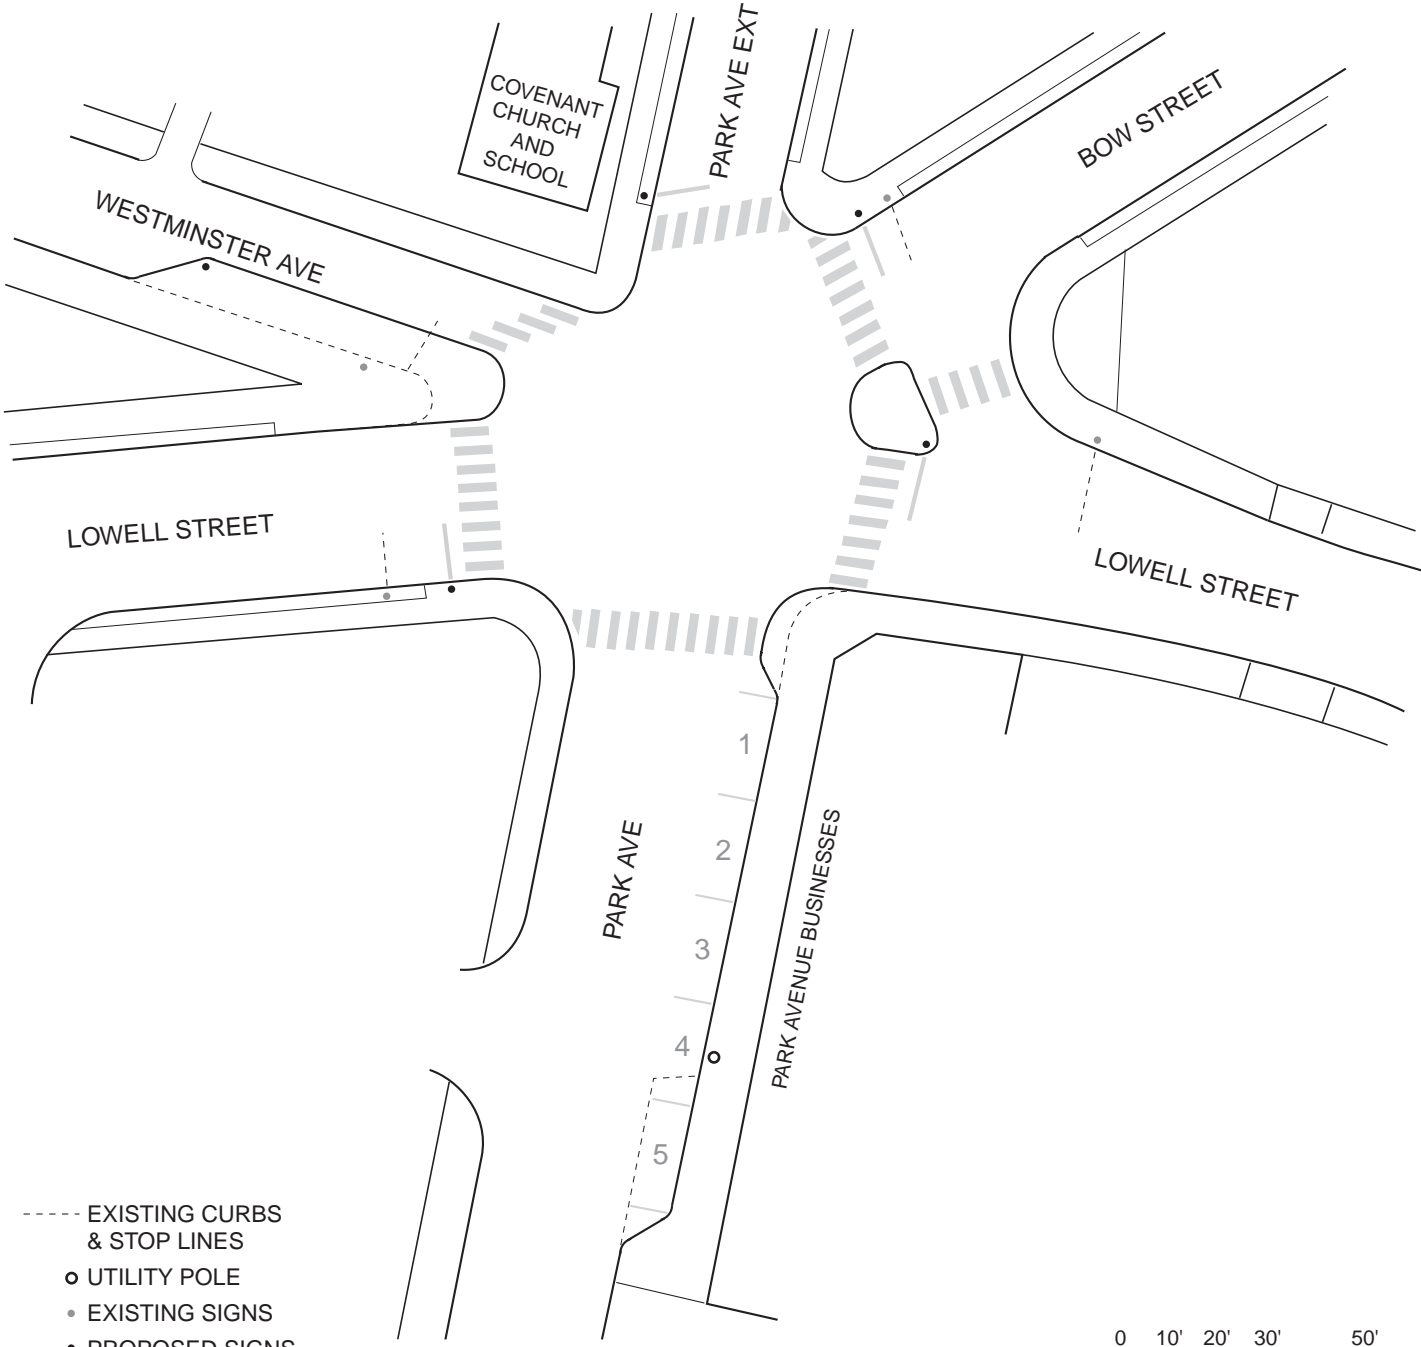 PARK AVE EXT
COVENANT
CHURCH
AND
SCHOOL
BOW STREET
WESTMINSTER AVE
LOWELL STREET
LOWELL STREET
1
2
3
4
5
PARK AVE
PARK AVENUE BUSINESSES
EXISTING CURBS
& STOP LINES
UTILITY POLE
EXISTING SIGNS
PROPOSED SIGNS
0 10' 20' 30' 50'